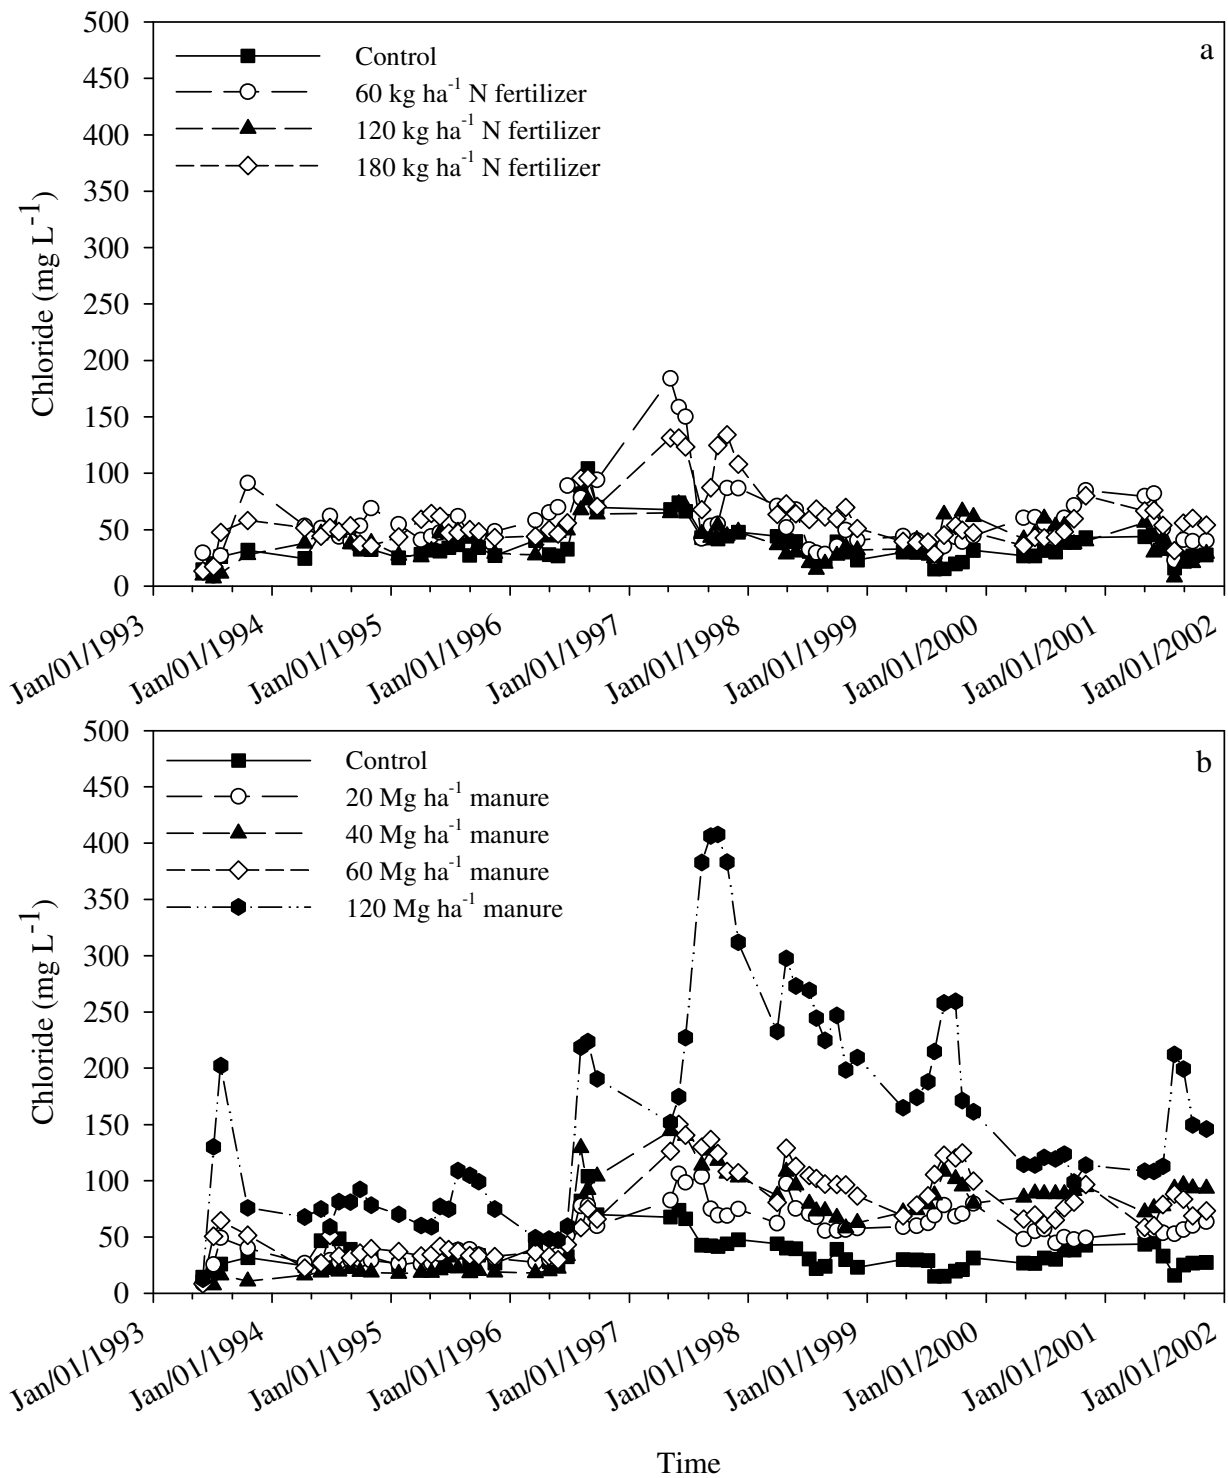 a
500
450
400
350
300
250
200
150
100
50
0
Chloride (mg L-1)
Control
60 kg ha-1 N fertilizer
120 kg ha-1 N fertilizer
180 kg ha-1 N fertilizer
Jan/01/1993
Jan/01/1994
Jan/01/1995
Jan/01/1996
Jan/01/1997
Jan/01/1998
Jan/01/1999
Jan/01/2000
Jan/01/2001
Jan/01/2002
b
500
450
400
350
300
250
200
150
100
50
0
Chloride (mg L-1)
Control
20 Mg ha-1 manure
40 Mg ha-1 manure
60 Mg ha-1 manure
120 Mg ha-1 manure
Jan/01/1993
Jan/01/1994
Jan/01/1995
Jan/01/1996
Jan/01/1997
Jan/01/1998
Jan/01/1999
Jan/01/2000
Jan/01/2001
Jan/01/2002
Time